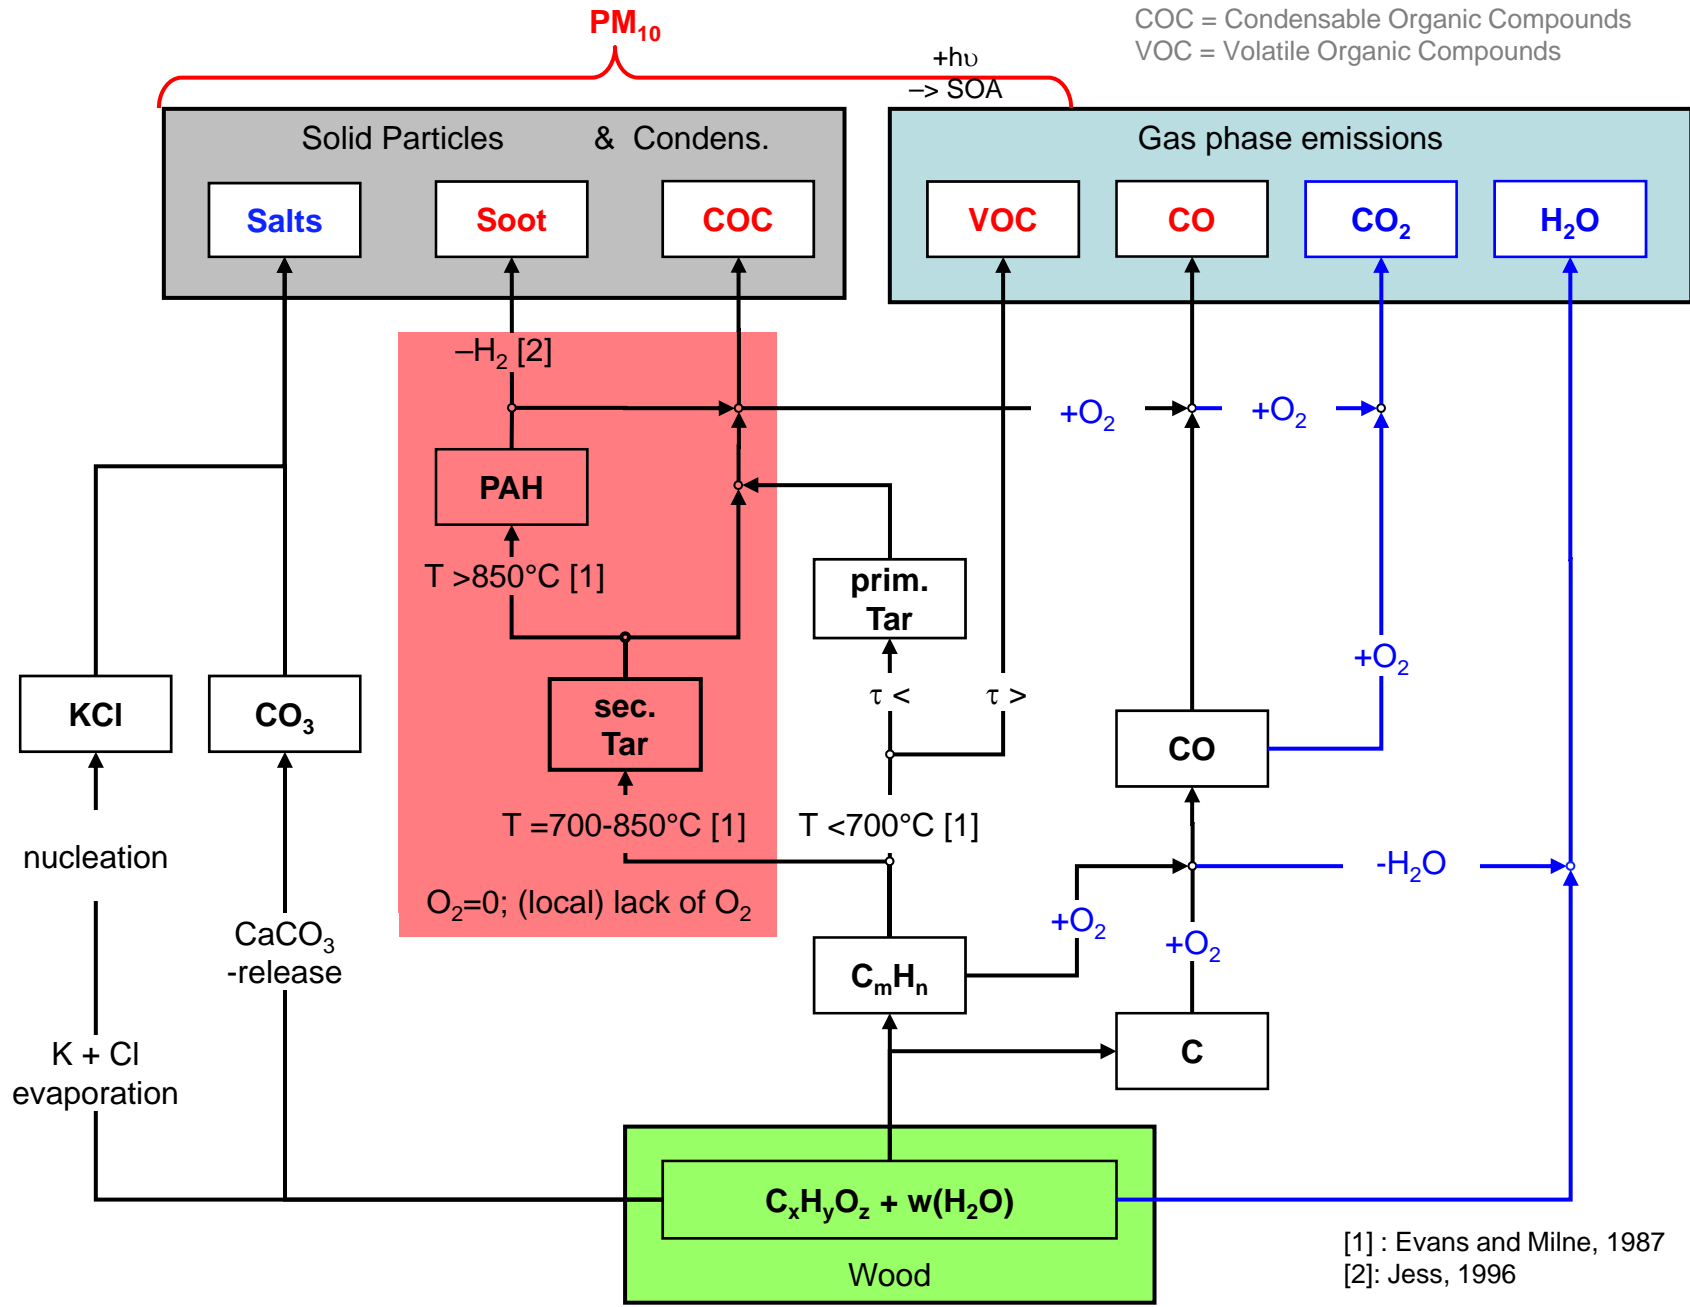 COC = Condensable Organic Compounds
VOC = Volatile Organic Compounds
PM₁₀
+hυ
–> SOA
Solid Particles & Condens.
Gas phase emissions
Salts
Soot
COC
VOC
CO
CO₂
H₂O
–H₂ [2]
+O₂
+O₂
PAH
T >850°C [1]
prim.
Tar
+O₂
τ <
τ >
KCl
CO₃
sec.
Tar
CO
T =700-850°C [1]
T <700°C [1]
nucleation
-H₂O
O₂=0; (local) lack of O₂
+O₂
+O₂
CaCO₃
-release
CₘHₙ
K + Cl
evaporation
C
CₓHᵧO_z + w(H₂O)
Wood
[1] : Evans and Milne, 1987
[2]: Jess, 1996